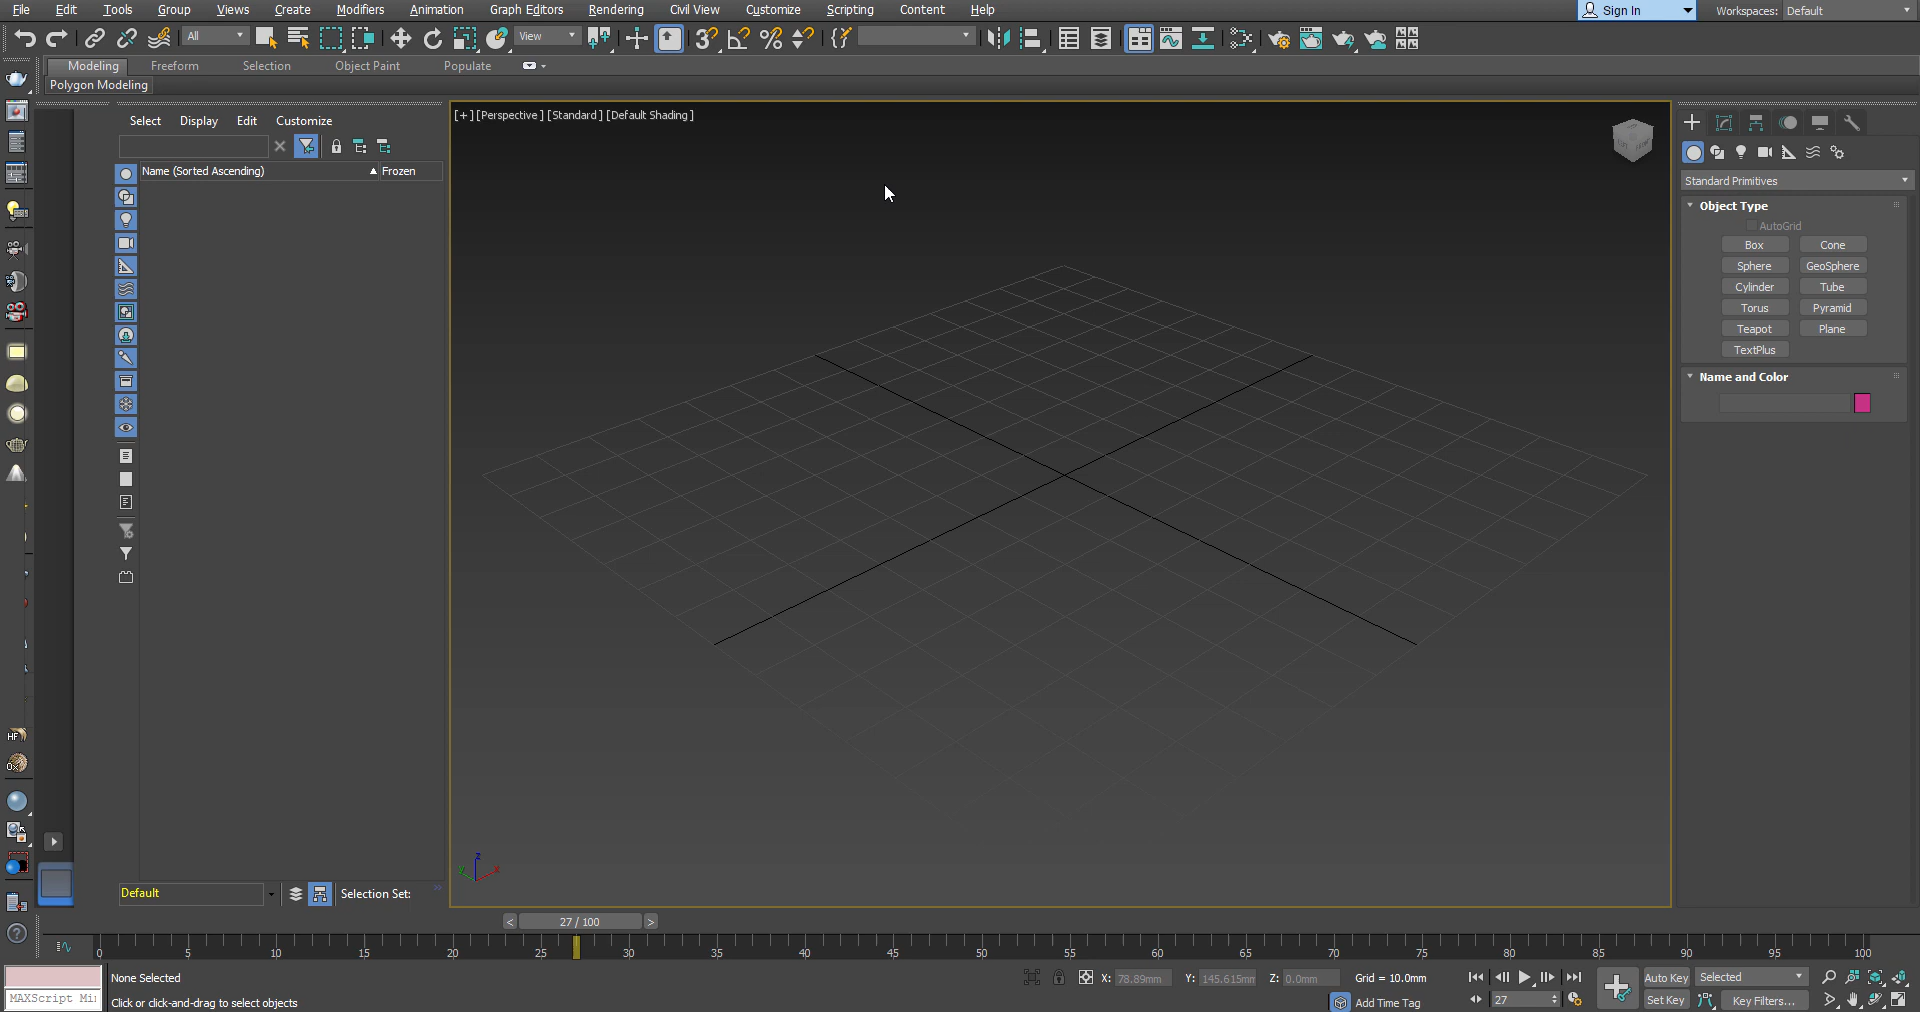 File Edit Tools Group Views Create Modifiers Animation Graph Editors Rendering Civil View Customize Scripting Content Help Sign In Workspaces: Default
All View
Modeling Freeform Selection Object Paint Populate
Polygon Modeling
Select Display Edit Customize
Name (Sorted Ascending) Frozen
[+] [Perspective] [Standard] [Default Shading]
Standard Primitives
Object Type
AutoGrid
Box Cone
Sphere GeoSphere
Cylinder Tube
Torus Pyramid
Teapot Plane
TextPlus
Name and Color
HF
z
y x
Default Selection Set:
< 27 / 100 >
0 5 10 15 20 25 30 35 40 45 50 55 60 65 70 75 80 85 90 95 100
None Selected X: 78.89mm Y: 145.615mm Z: 0.0mm Grid = 10.0mm Auto Key Selected
MAXScript Mi Click or click-and-drag to select objects Add Time Tag 27 Set Key Key Filters...